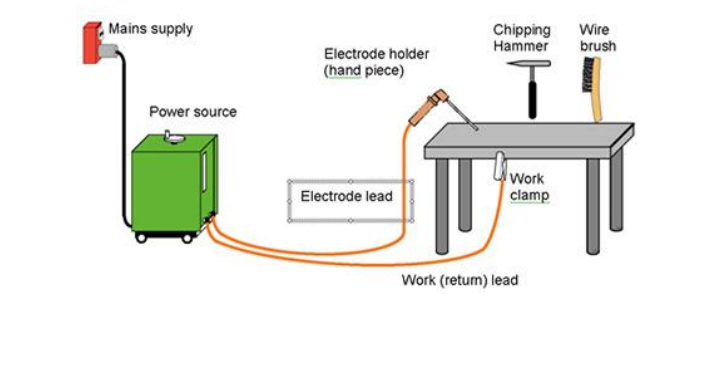 Mains supply
Chipping
Hammer
Wire
brush
Electrode holder
(hand piece)
Power source
Electrode lead
Work
clamp
Work (return) lead